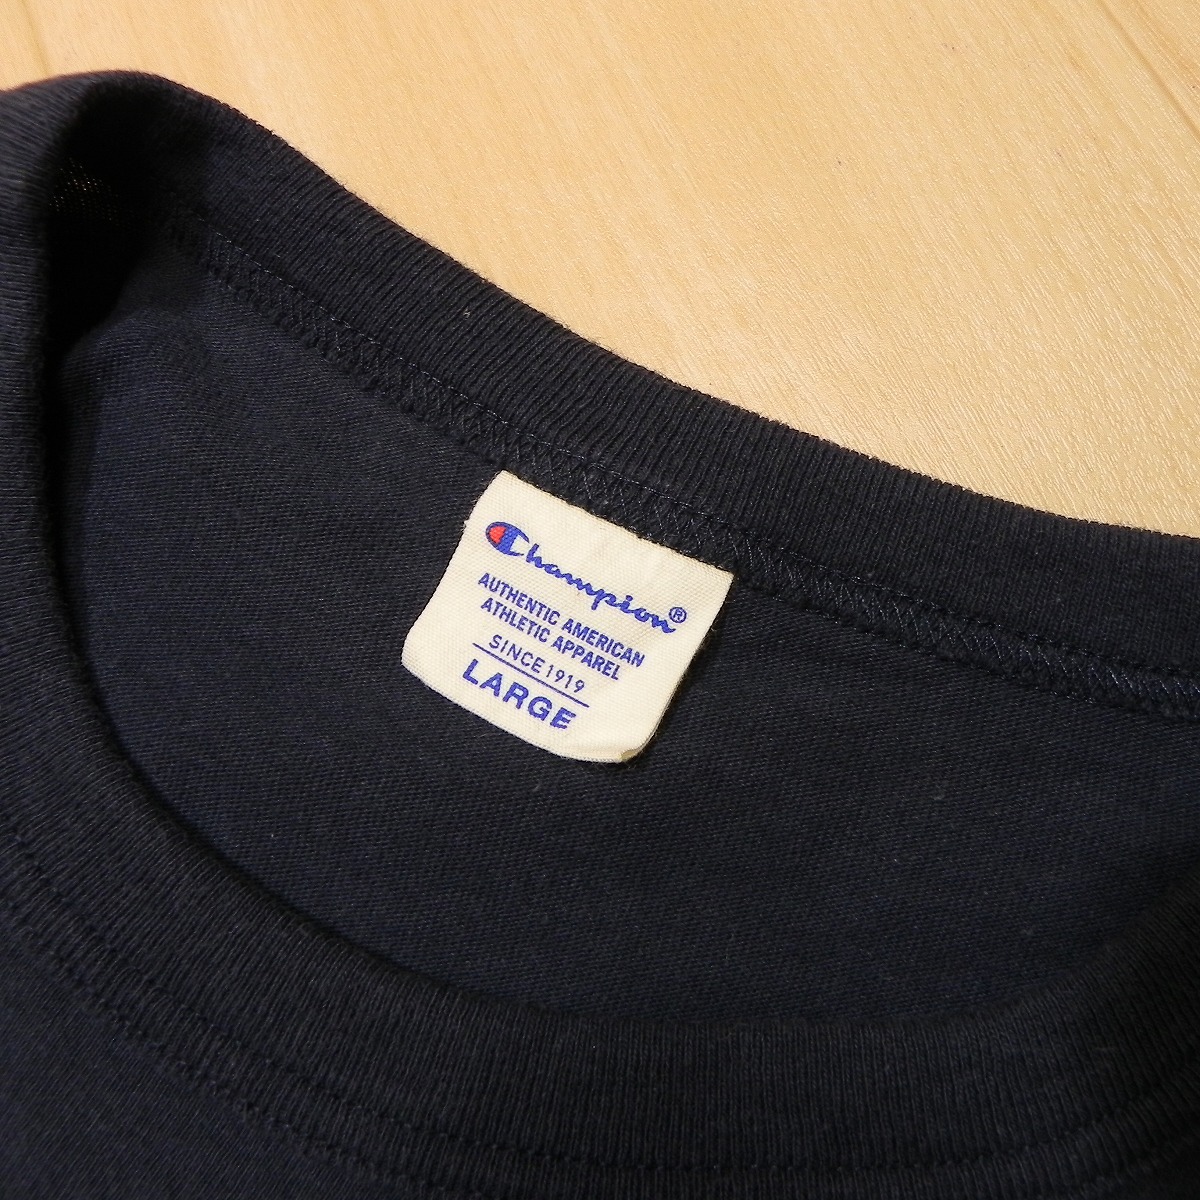 Champion®
AUTHENTIC AMERICAN
ATHLETIC APPAREL
SINCE 1919
LARGE